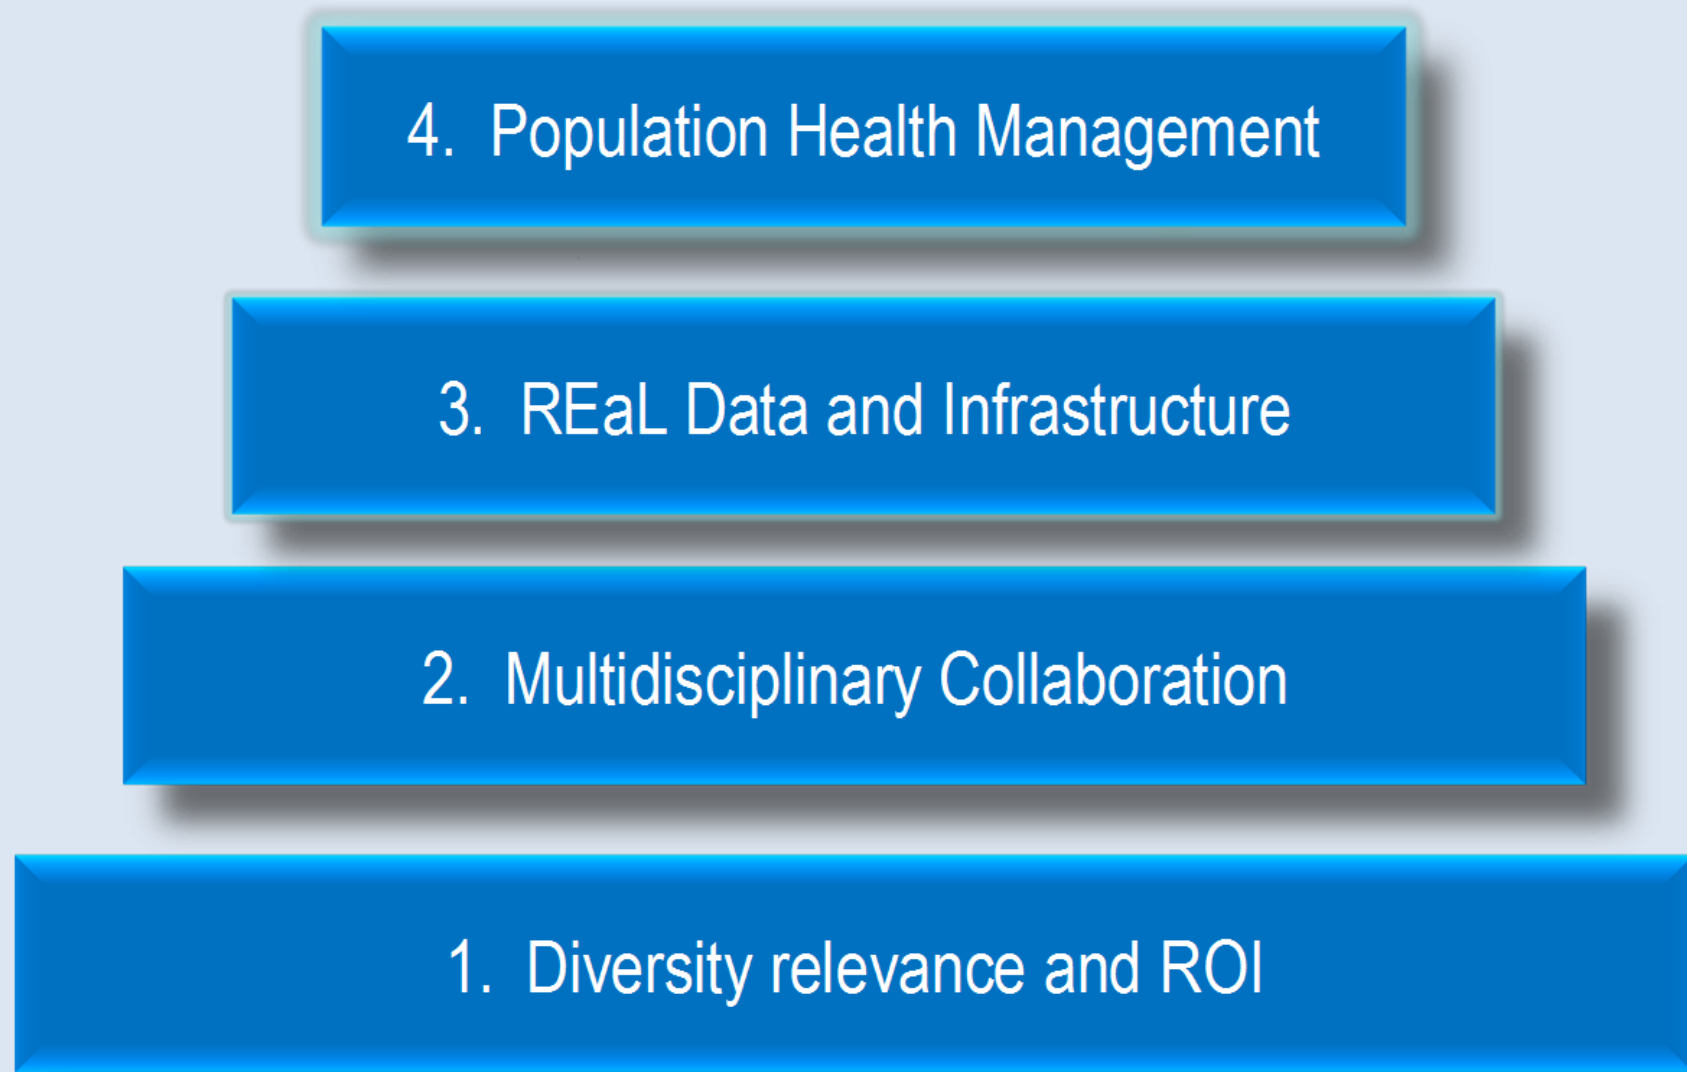 4. Population Health Management
3. REaL Data and Infrastructure
2. Multidisciplinary Collaboration
1. Diversity relevance and ROI